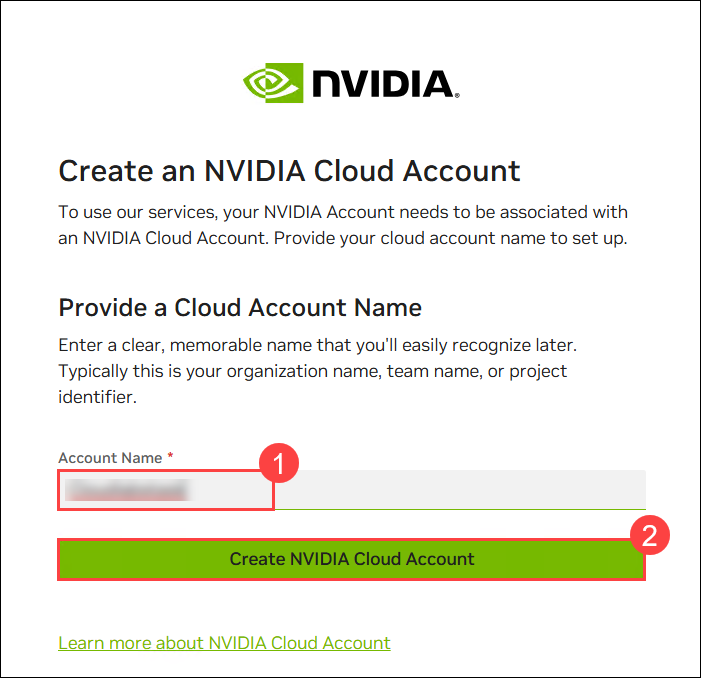 NVIDIA.
Create an NVIDIA Cloud Account
To use our services, your NVIDIA Account needs to be associated with
an NVIDIA Cloud Account. Provide your cloud account name to set up.
Provide a Cloud Account Name
Enter a clear, memorable name that you'll easily recognize later.
Typically this is your organization name, team name, or project
identifier.
Account Name *
1
2
Create NVIDIA Cloud Account
Learn more about NVIDIA Cloud Account